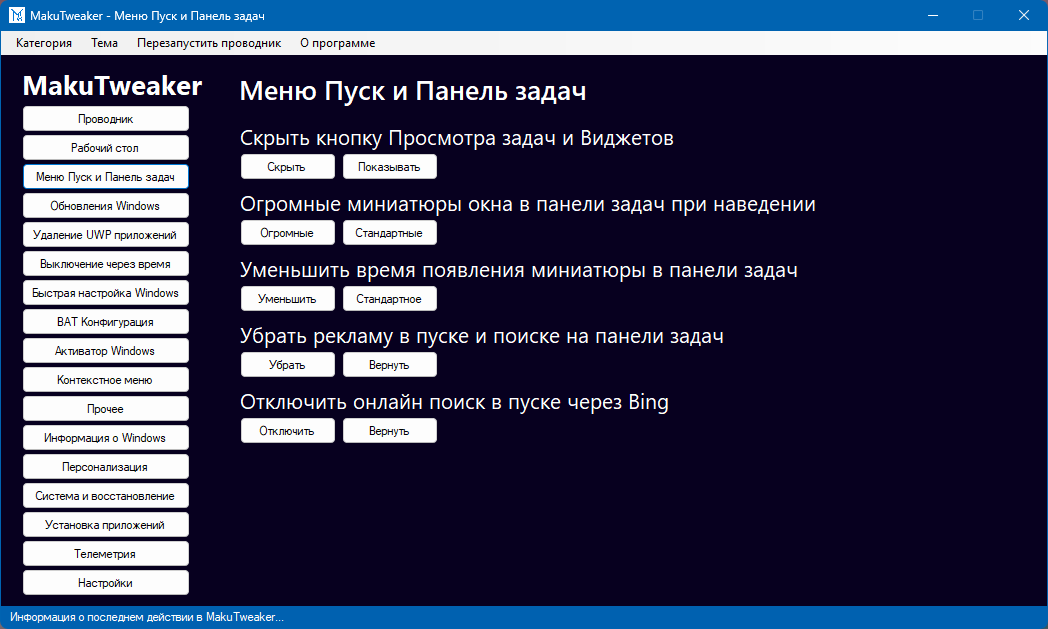 MakuTweaker - Меню Пуск и Панель задач
Категория Тема Перезапустить проводник О программе
MakuTweaker
Проводник
Рабочий стол
Меню Пуск и Панель задач
Обновления Windows
Удаление UWP приложений
Выключение через время
Быстрая настройка Windows
BAT Конфигурация
Активатор Windows
Контекстное меню
Прочее
Информация о Windows
Персонализация
Система и восстановление
Установка приложений
Телеметрия
Настройки
Меню Пуск и Панель задач
Скрыть кнопку Просмотра задач и Виджетов
Скрыть Показывать
Огромные миниатюры окна в панели задач при наведении
Огромные Стандартные
Уменьшить время появления миниатюры в панели задач
Уменьшить Стандартное
Убрать рекламу в пуске и поиске на панели задач
Убрать Вернуть
Отключить онлайн поиск в пуске через Bing
Отключить Вернуть
Информация о последнем действии в MakuTweaker...